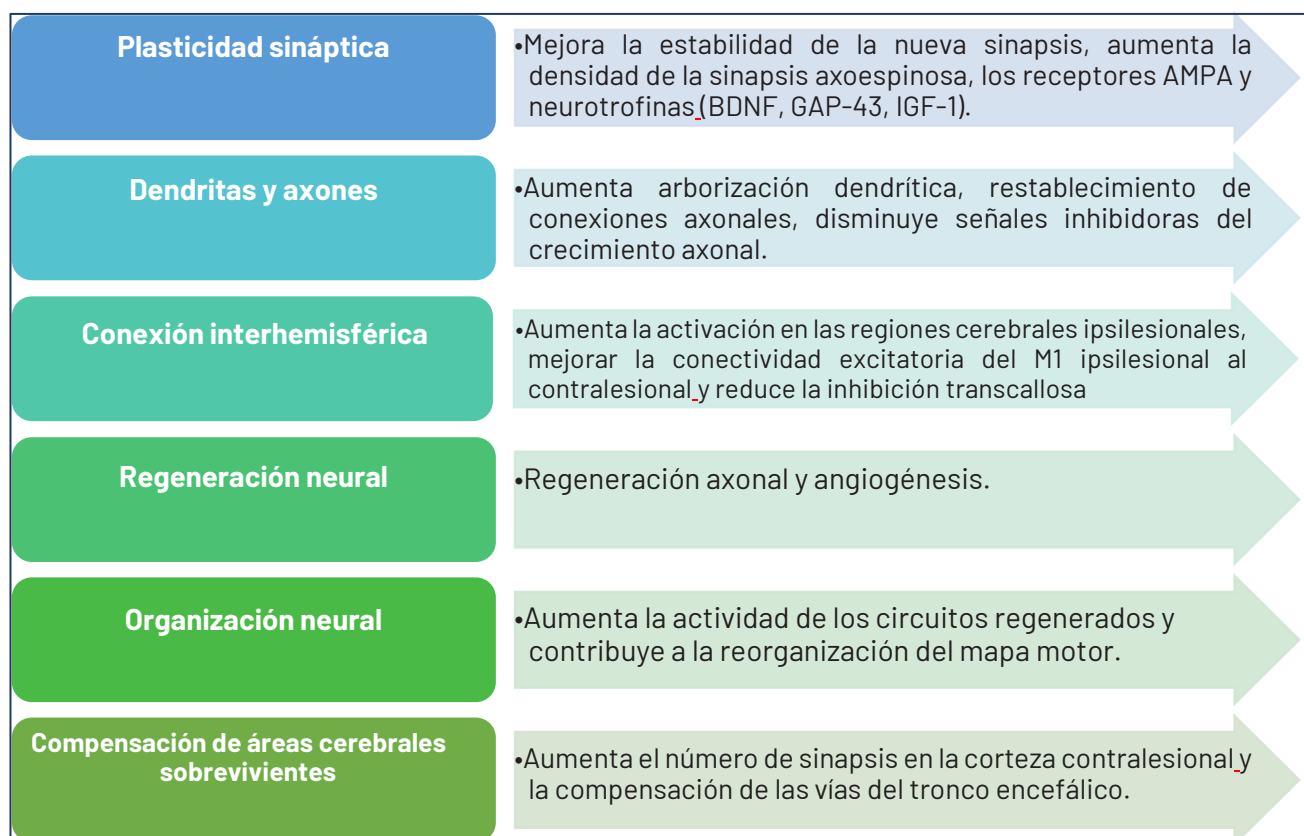 Plasticidad sináptica
•Mejora la estabilidad de la nueva sinapsis, aumenta la
densidad de la sinapsis axoespinosa, los receptores AMPA y
neurotrofinas (BDNF, GAP-43, IGF-1).
Dendritas y axones
•Aumenta arborización dendrítica, restablecimiento de
conexiones axonales, disminuye señales inhibidoras del
crecimiento axonal.
Conexión interhemisférica
•Aumenta la activación en las regiones cerebrales ipsilesionales,
mejorar la conectividad excitatoria del M1 ipsilesional al
contralesional y reduce la inhibición transcallosa
Regeneración neural
•Regeneración axonal y angiogénesis.
Organización neural
•Aumenta la actividad de los circuitos regenerados y
contribuye a la reorganización del mapa motor.
Compensación de áreas cerebrales
sobrevivientes
•Aumenta el número de sinapsis en la corteza contralesional y
la compensación de las vías del tronco encefálico.